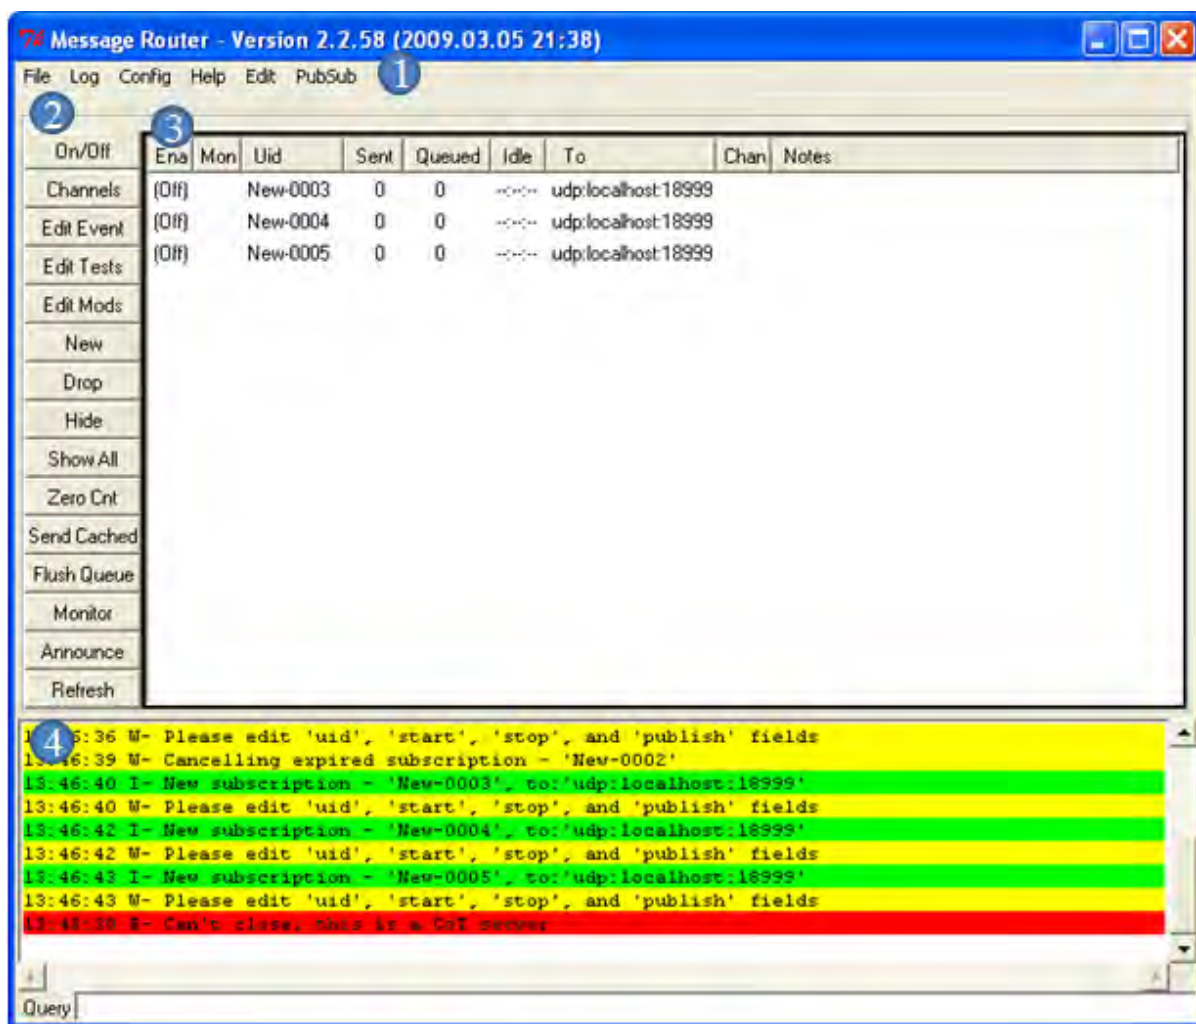 Message Router - Version 2.2.58 (2009.03.05 21:38)
File Log Config Help Edit PubSub 1
2 3
On/Off
Channels
Edit Event
Edit Tests
Edit Mods
New
Drop
Hide
Show All
Zero Cnt
Send Cached
Flush Queue
Monitor
Announce
Refresh
Ena Mon Uid Sent Queued Idle To Chan Notes
(Off) New-0003 0 0 --:--:-- udp:localhost:18999
(Off) New-0004 0 0 --:--:-- udp:localhost:18999
(Off) New-0005 0 0 --:--:-- udp:localhost:18999
4
:36 W- Please edit 'uid', 'start', 'stop', and 'publish' fields
13:46:39 W- Cancelling expired subscription - 'New-0002'
13:46:40 I- New subscription - 'New-0003', to:'udp:localhost:18999'
13:46:40 W- Please edit 'uid', 'start', 'stop', and 'publish' fields
13:46:42 I- New subscription - 'New-0004', to:'udp:localhost:18999'
13:46:42 W- Please edit 'uid', 'start', 'stop', and 'publish' fields
13:46:43 I- New subscription - 'New-0005', to:'udp:localhost:18999'
13:46:43 W- Please edit 'uid', 'start', 'stop', and 'publish' fields
E- Can't close, this is a CoT server
Query